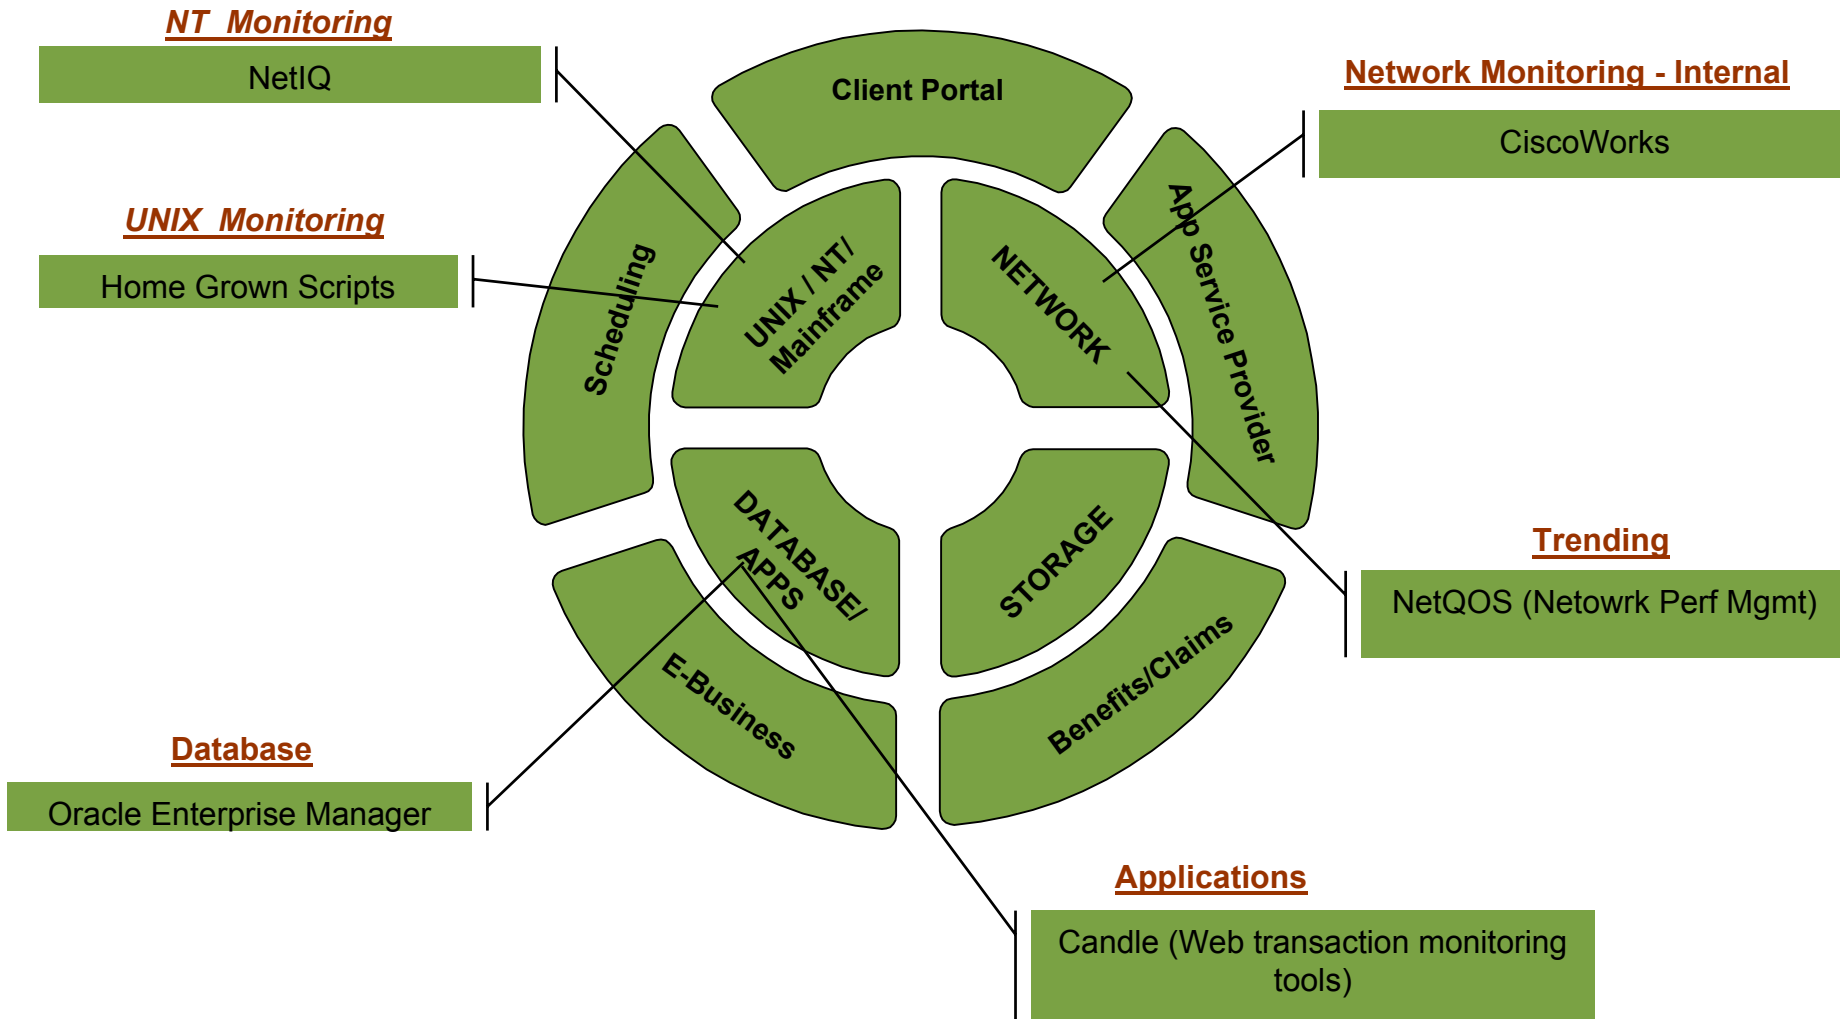 NT  Monitoring
NetIQ
UNIX  Monitoring
Home Grown Scripts
Client Portal
Network Monitoring - Internal
CiscoWorks
Scheduling
UNIX / NT/
Mainframe
NETWORK
App Service Provider
DATABASE/
APPS
STORAGE
Trending
NetQOS (Netowrk Perf Mgmt)
E-Business
Benefits/Claims
Database
Oracle Enterprise Manager
Applications
Candle (Web transaction monitoring
tools)